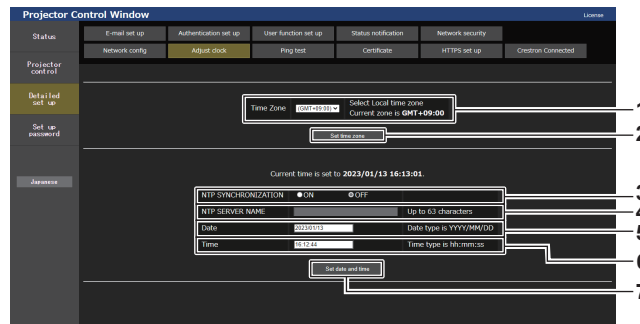 Projector Control Window
License
Status
E-mail set up
Authentication set up
User function set up
Status notification
Network security
Network config
Adjust clock
Ping test
Certificate
HTTPS set up
Crestron Connected
Projector control
Detailed set up
Set up password
Japanese
Time Zone (GMT+09:00) Select Local time zone
Current zone is GMT+09:00
1
Set time zone
2
Current time is set to 2023/01/13 16:13:01.
NTP SYNCHRONIZATION ON OFF
3
NTP SERVER NAME Up to 63 characters
4
Date 2023/01/13 Date type is YYYY/MM/DD
5
Time 16:12:44 Time type is hh:mm:ss
6
Set date and time
7